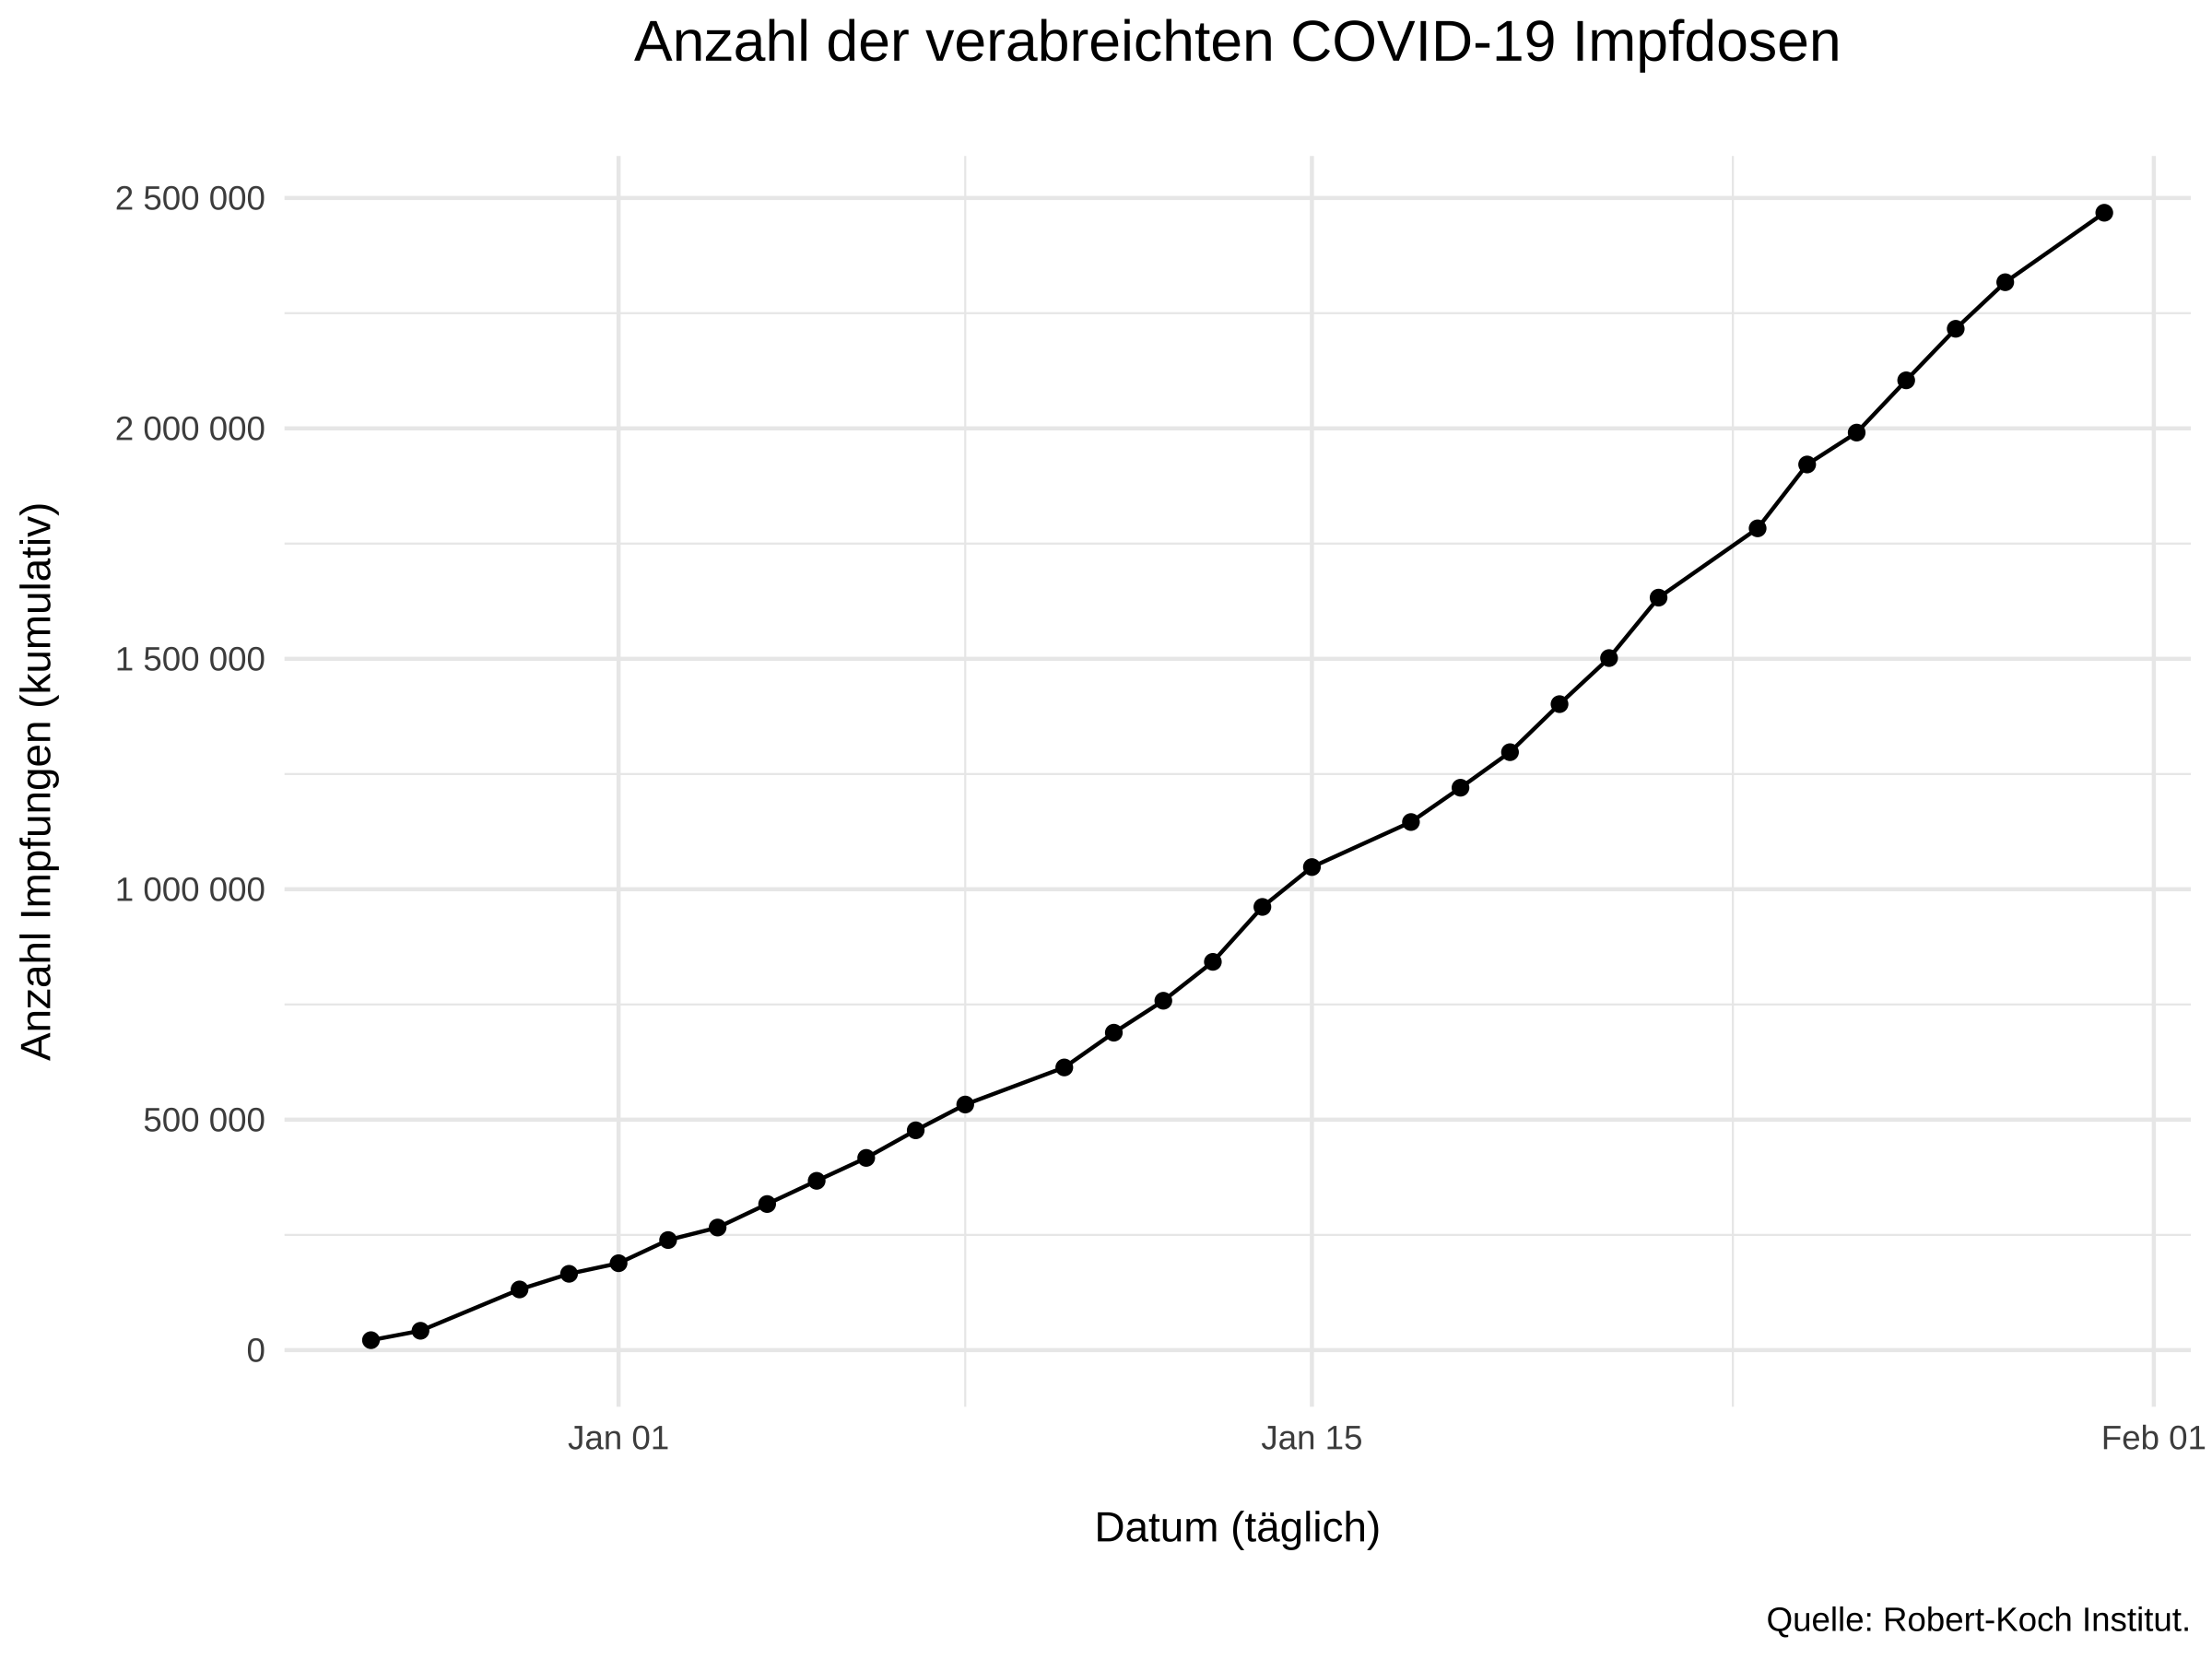 Anzahl der verabreichten COVID-19 Impfdosen
Anzahl Impfungen (kumulativ)
2 500 000
2 000 000
1 500 000
1 000 000
500 000
0
Jan 01
Jan 15
Feb 01
Datum (täglich)
Quelle: Robert-Koch Institut.